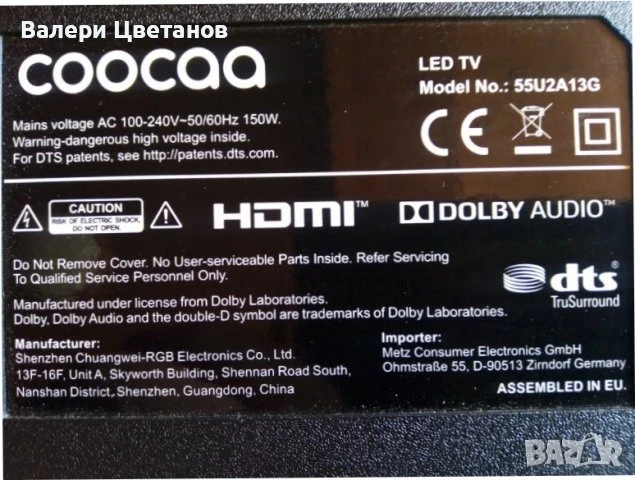 Валери Цветанов
coocaa
LED TV
Model No.: 55U2A13G
Mains voltage AC 100-240V~50/60Hz 150W.
Warning-dangerous high voltage inside.
For DTS patents, see http://patents.dts.com.
CE
CAUTION
RISK OF ELECTRIC SHOCK
DO NOT OPEN.
HDMI™
DOLBY AUDIO™
Do Not Remove Cover. No User-serviceable Parts Inside. Refer Servicing
To Qualified Service Personnel Only.
dts
TruSurround
Manufactured under license from Dolby Laboratories.
Dolby, Dolby Audio and the double-D symbol are trademarks of Dolby Laboratories.
Manufacturer:
Shenzhen Chuangwei-RGB Electronics Co., Ltd.
13F-16F, Unit A, Skyworth Building, Shennan Road South,
Nanshan District, Shenzhen, Guangdong, China
Importer:
Metz Consumer Electronics GmbH
Ohmstraße 55, D-90513 Zirndorf Germany
ASSEMBLED IN EU.
BAZAR